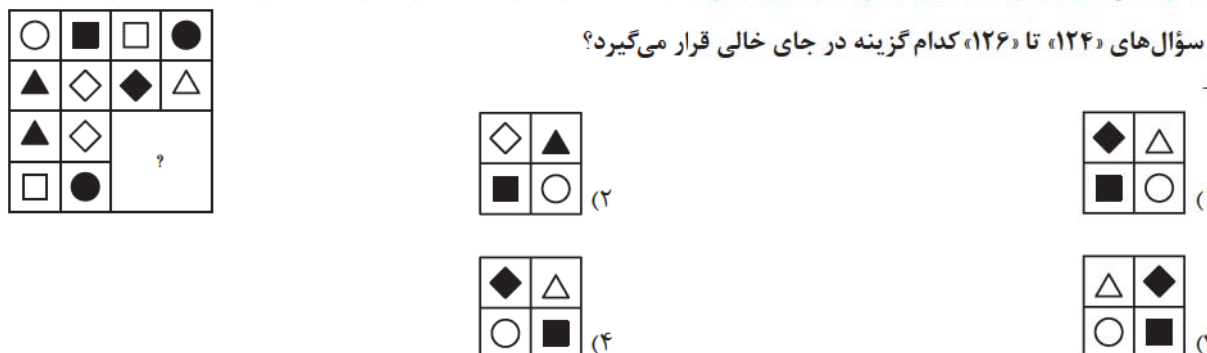 سؤال‌های «۱۲۴» تا «۱۲۶» کدام گزینه در جای خالی قرار می‌گیرد؟
؟
۲)
۴)